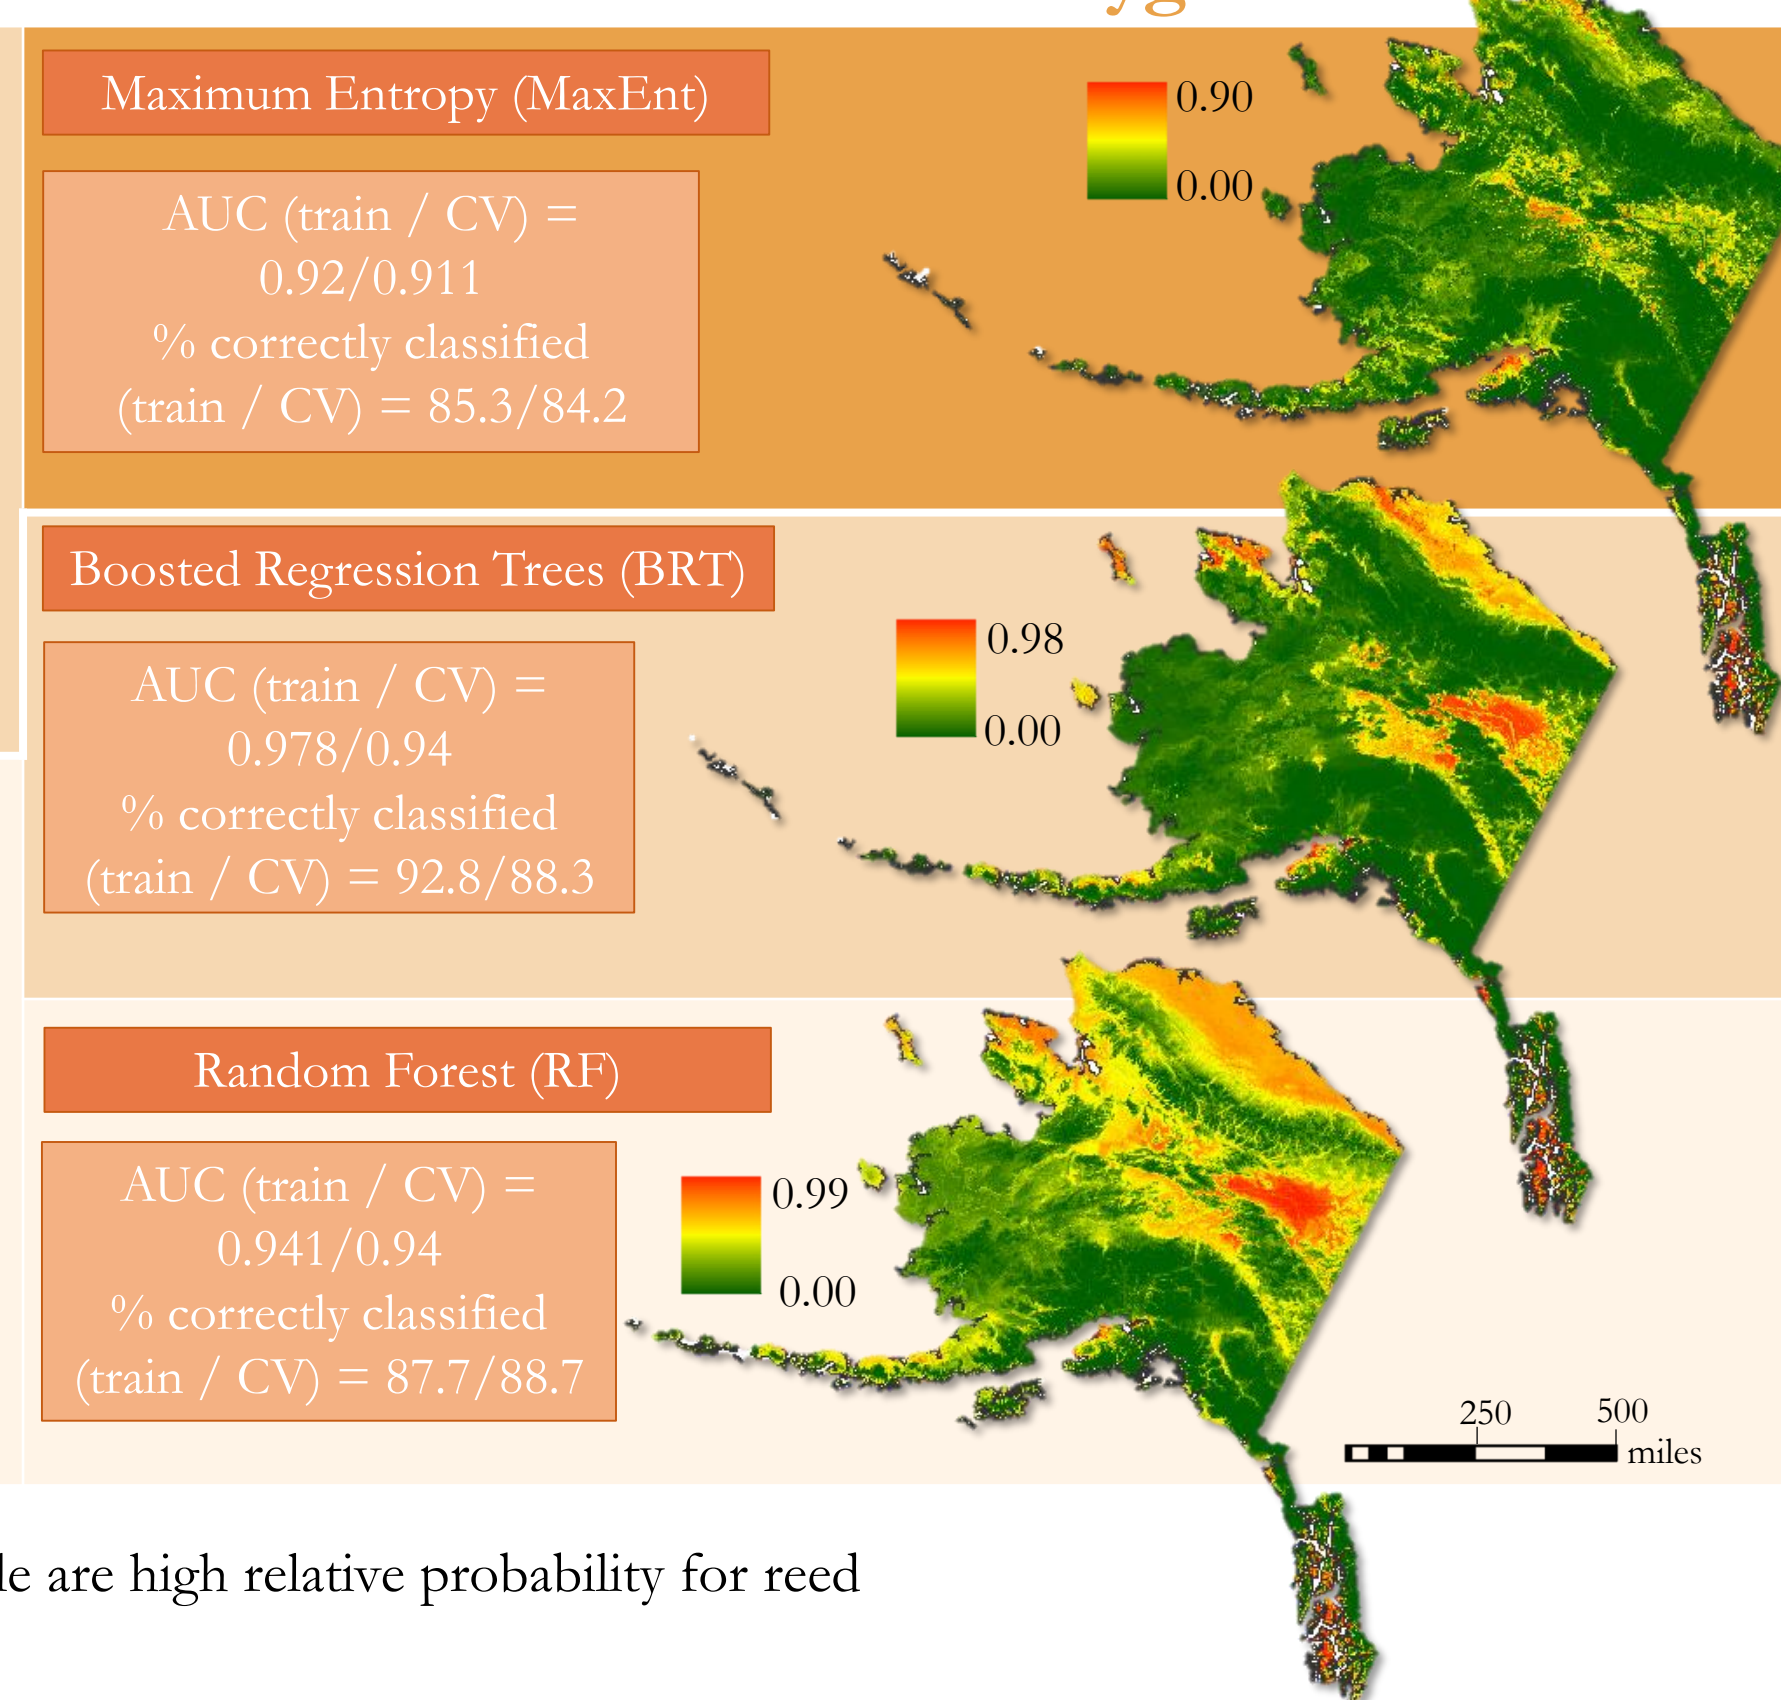 Maximum Entropy (MaxEnt)
AUC (train / CV) =
0.92/0.911
% correctly classified
(train / CV) = 85.3/84.2
0.90
0.00
Boosted Regression Trees (BRT)
AUC (train / CV) =
0.978/0.94
% correctly classified
(train / CV) = 92.8/88.3
0.98
0.00
Random Forest (RF)
AUC (train / CV) =
0.941/0.94
% correctly classified
(train / CV) = 87.7/88.7
0.99
0.00
250 500
miles
are high relative probability for reed